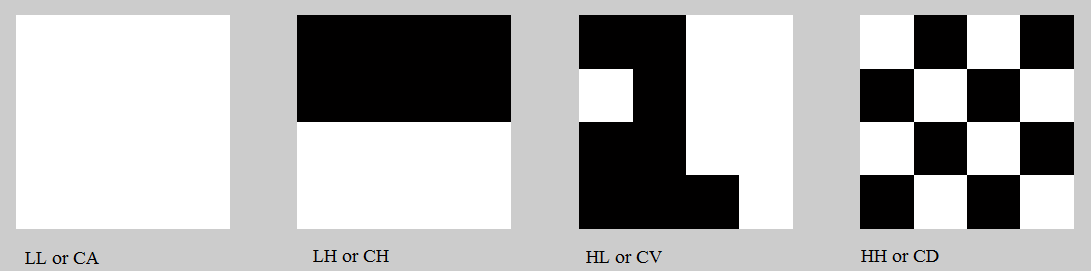 LL or CA
LH or CH
HL or CV
HH or CD